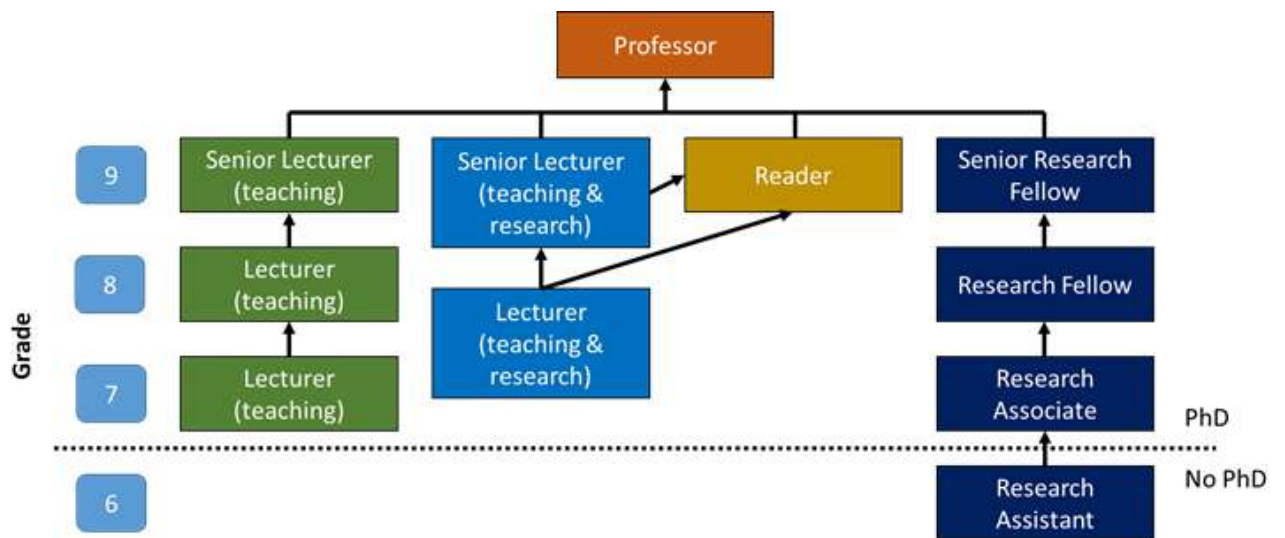 Professor
9
Senior Lecturer
(teaching)
Senior Lecturer
(teaching &
research)
Reader
Senior Research
Fellow
8
Lecturer
(teaching)
Lecturer
(teaching &
research)
Research Fellow
Grade
7
Lecturer
(teaching)
Research
Associate
PhD
No PhD
6
Research
Assistant